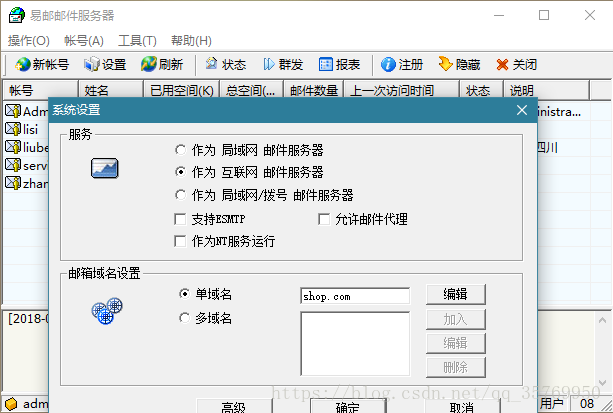 易邮邮件服务器
操作(O) 帐号(A) 工具(T) 帮助(H)
新帐号 设置 刷新 状态 群发 报表 注册 隐藏 关闭
帐号 姓名 已用空间(K) 总空间(... 邮件数量 上一次访问时间 状态 说明
系统设置
Adm
inistra...
lisi
liube
四川
serv
zhan
服务
作为 局域网 邮件服务器
作为 互联网 邮件服务器
作为 局域网/拨号 邮件服务器
支持ESMTP 允许邮件代理
作为NT服务运行
邮箱域名设置
单域名 shop.com 编辑
多域名 加入
编辑
删除
[2018-0
高级 确定 取消
adm
用户 08
https://blog.csdn.net/qq_35769950